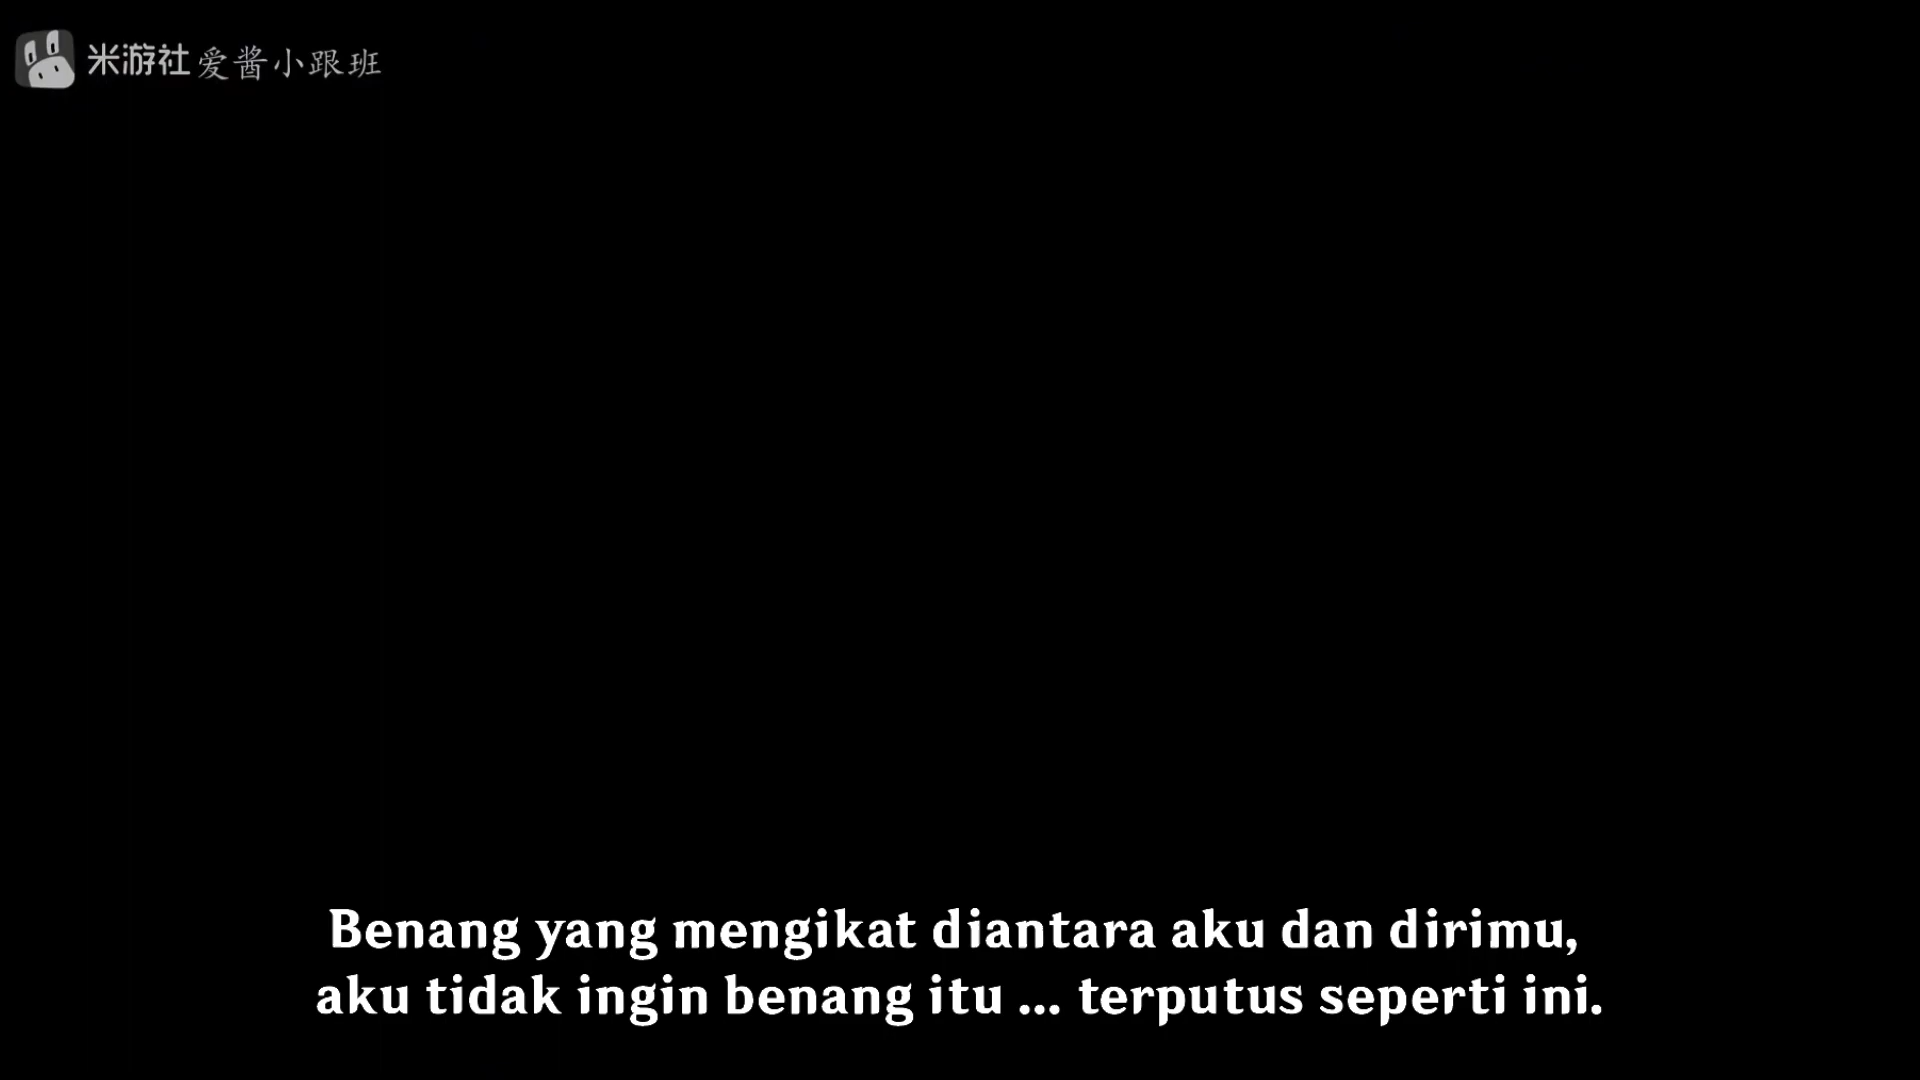 米游社 爱酱小跟班
Benang yang mengikat diantara aku dan dirimu,
aku tidak ingin benang itu ... terputus seperti ini.